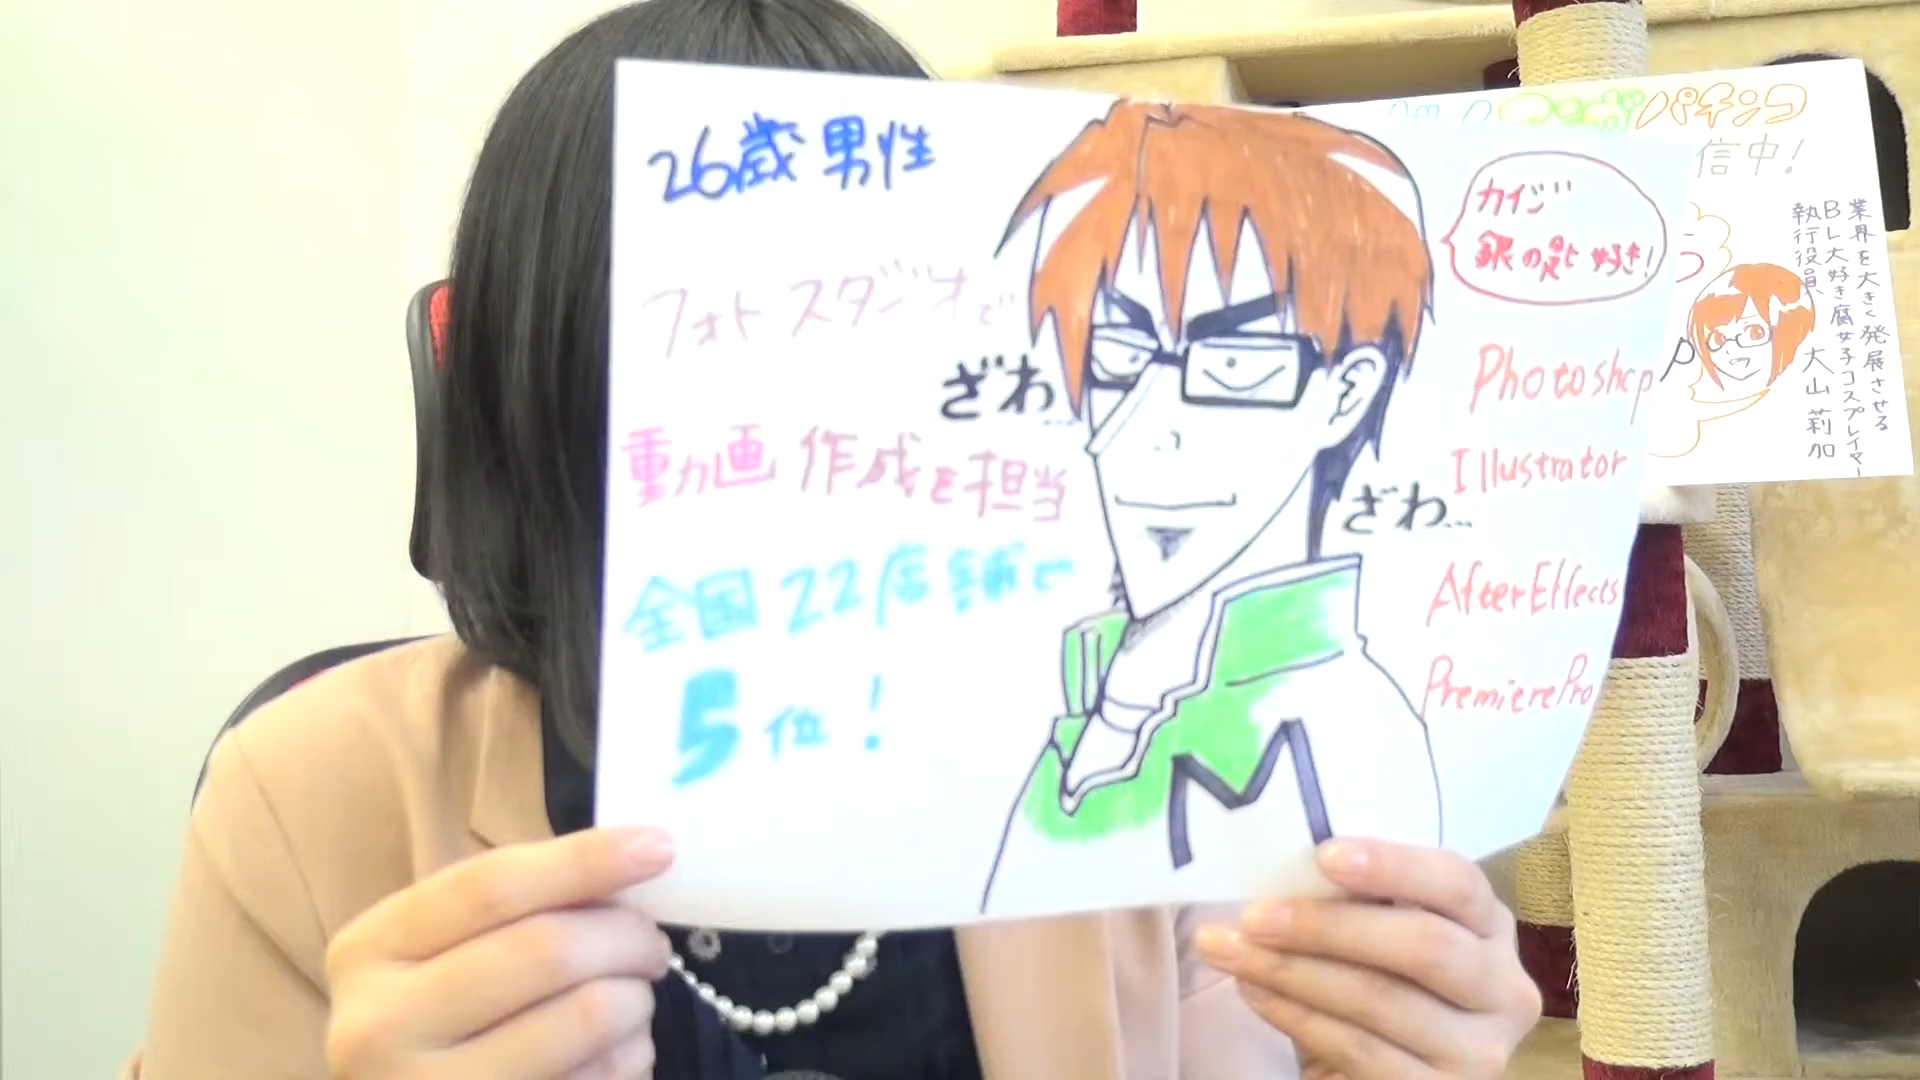 26歳 男性
フォトスタジオで
動画 作成を担当
全国 22店舗で
5位!
ざわ...
ざわ...
カイジ
銀の匙 好き!
Photoshop
Illustrator
AfterEffects
PremierePro
M
パチンコ
信中!
業界を大きく発展させる
BL大好き腐女子コスプレイヤー
執行役員、大山 莉加